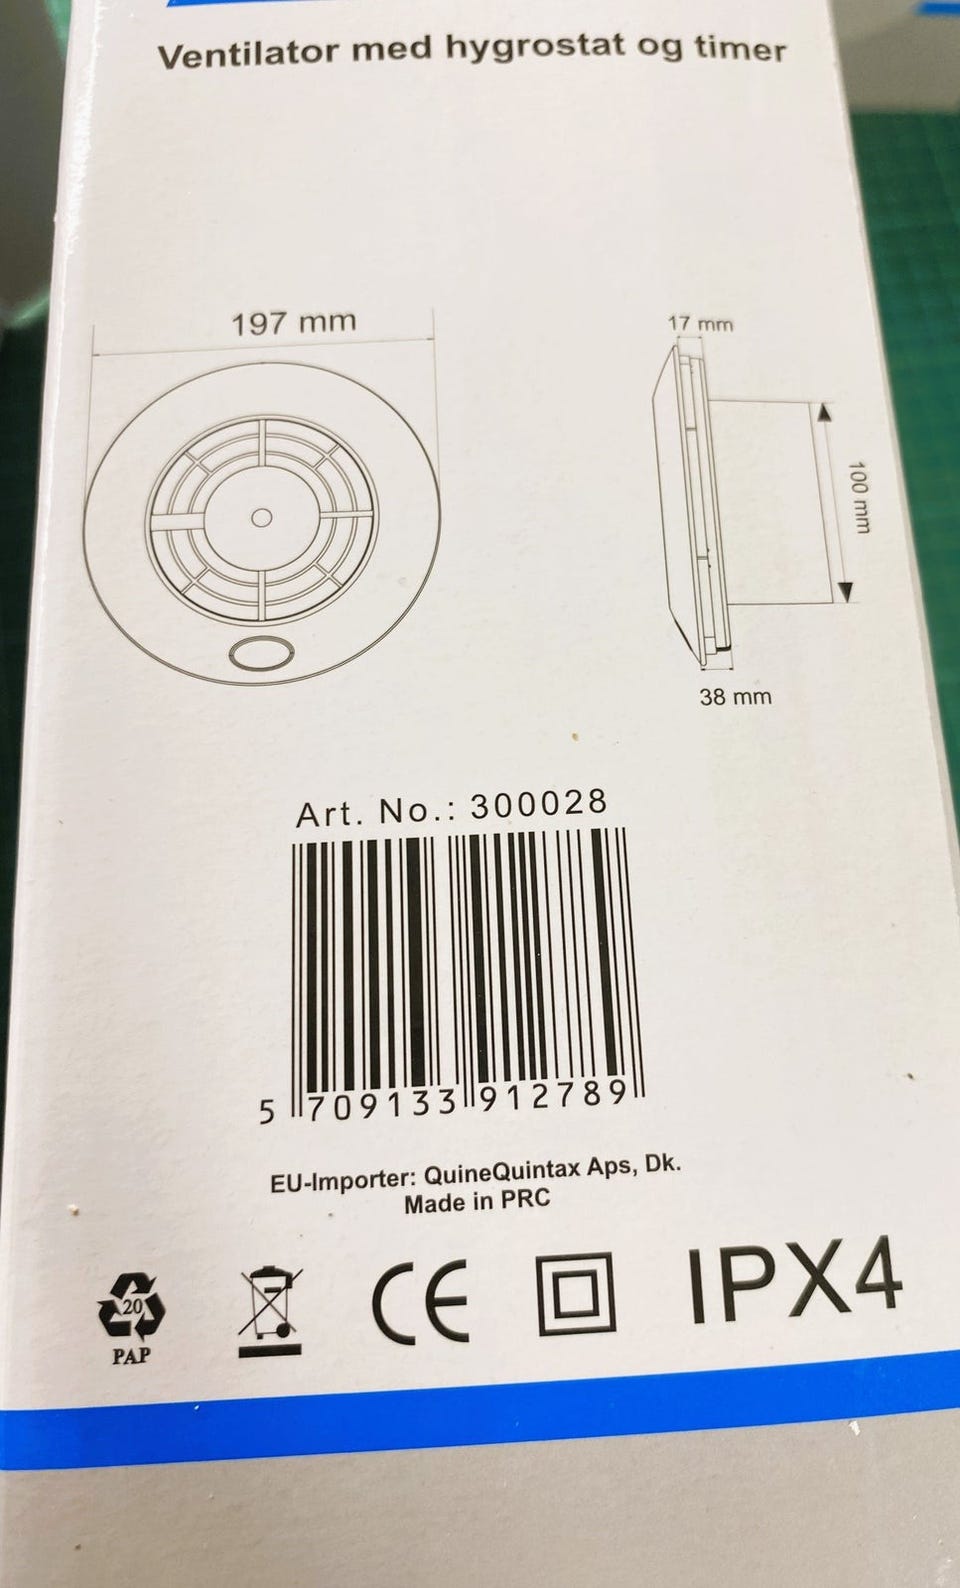 Ventilator med hygrostat og timer
197 mm
17 mm
100 mm
38 mm
Art. No.: 300028
5 709133 912789
EU-Importer: QuineQuintax Aps, Dk.
Made in PRC
20
PAP
CE
IPX4